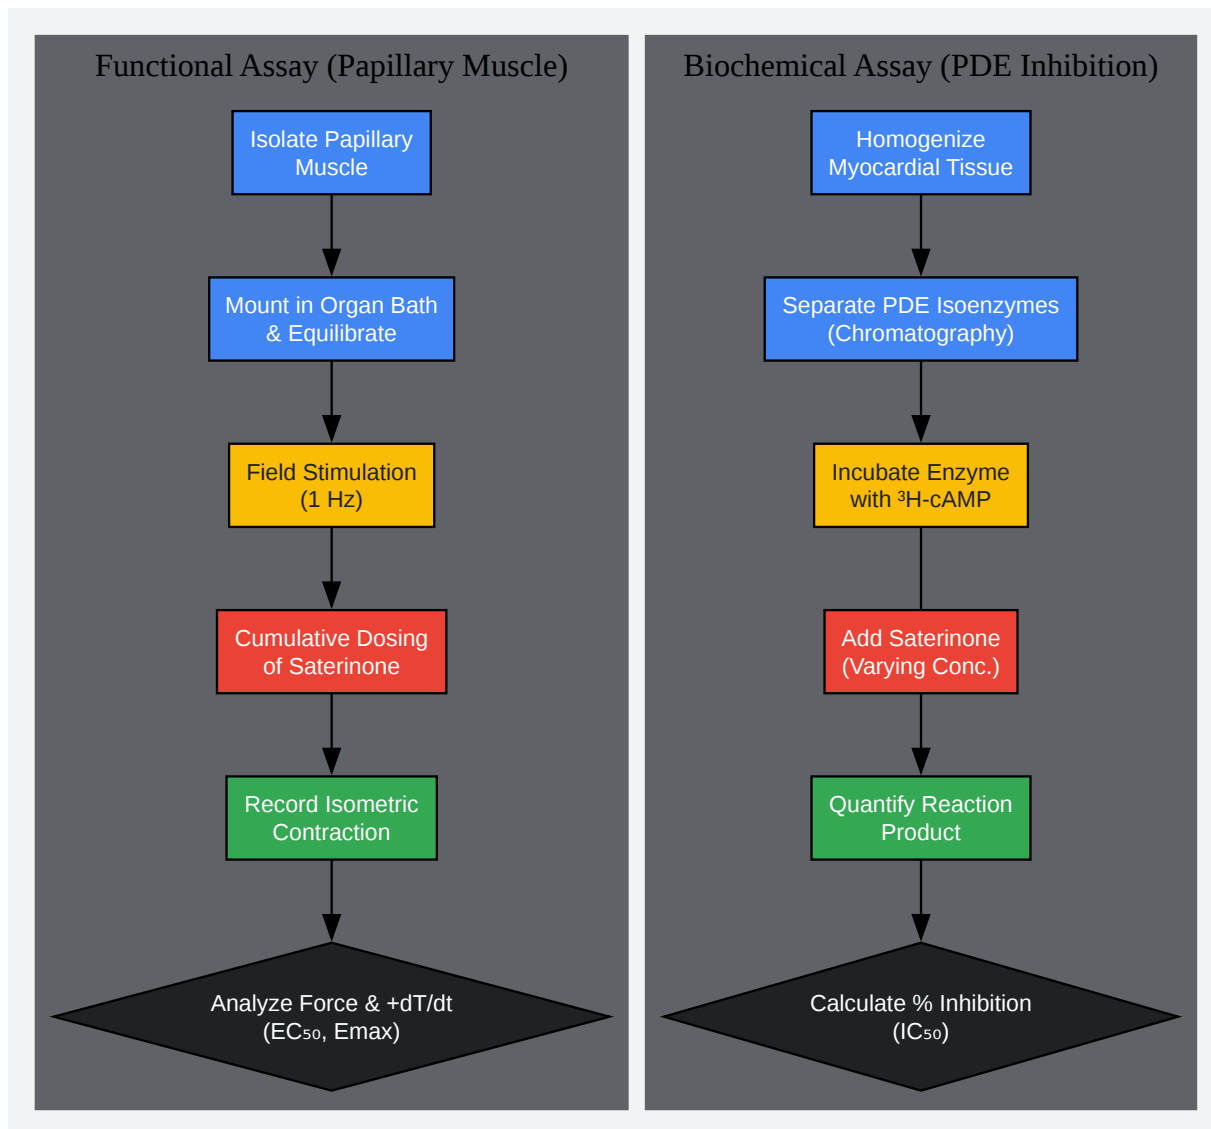 Functional Assay (Papillary Muscle)
Isolate Papillary
Muscle
Mount in Organ Bath
& Equilibrate
Field Stimulation
(1 Hz)
Cumulative Dosing
of Saterinone
Record Isometric
Contraction
Analyze Force & +dT/dt
(EC₅₀, Emax)
Biochemical Assay (PDE Inhibition)
Homogenize
Myocardial Tissue
Separate PDE Isoenzymes
(Chromatography)
Incubate Enzyme
with ³H-cAMP
Add Saterinone
(Varying Conc.)
Quantify Reaction
Product
Calculate % Inhibition
(IC₅₀)